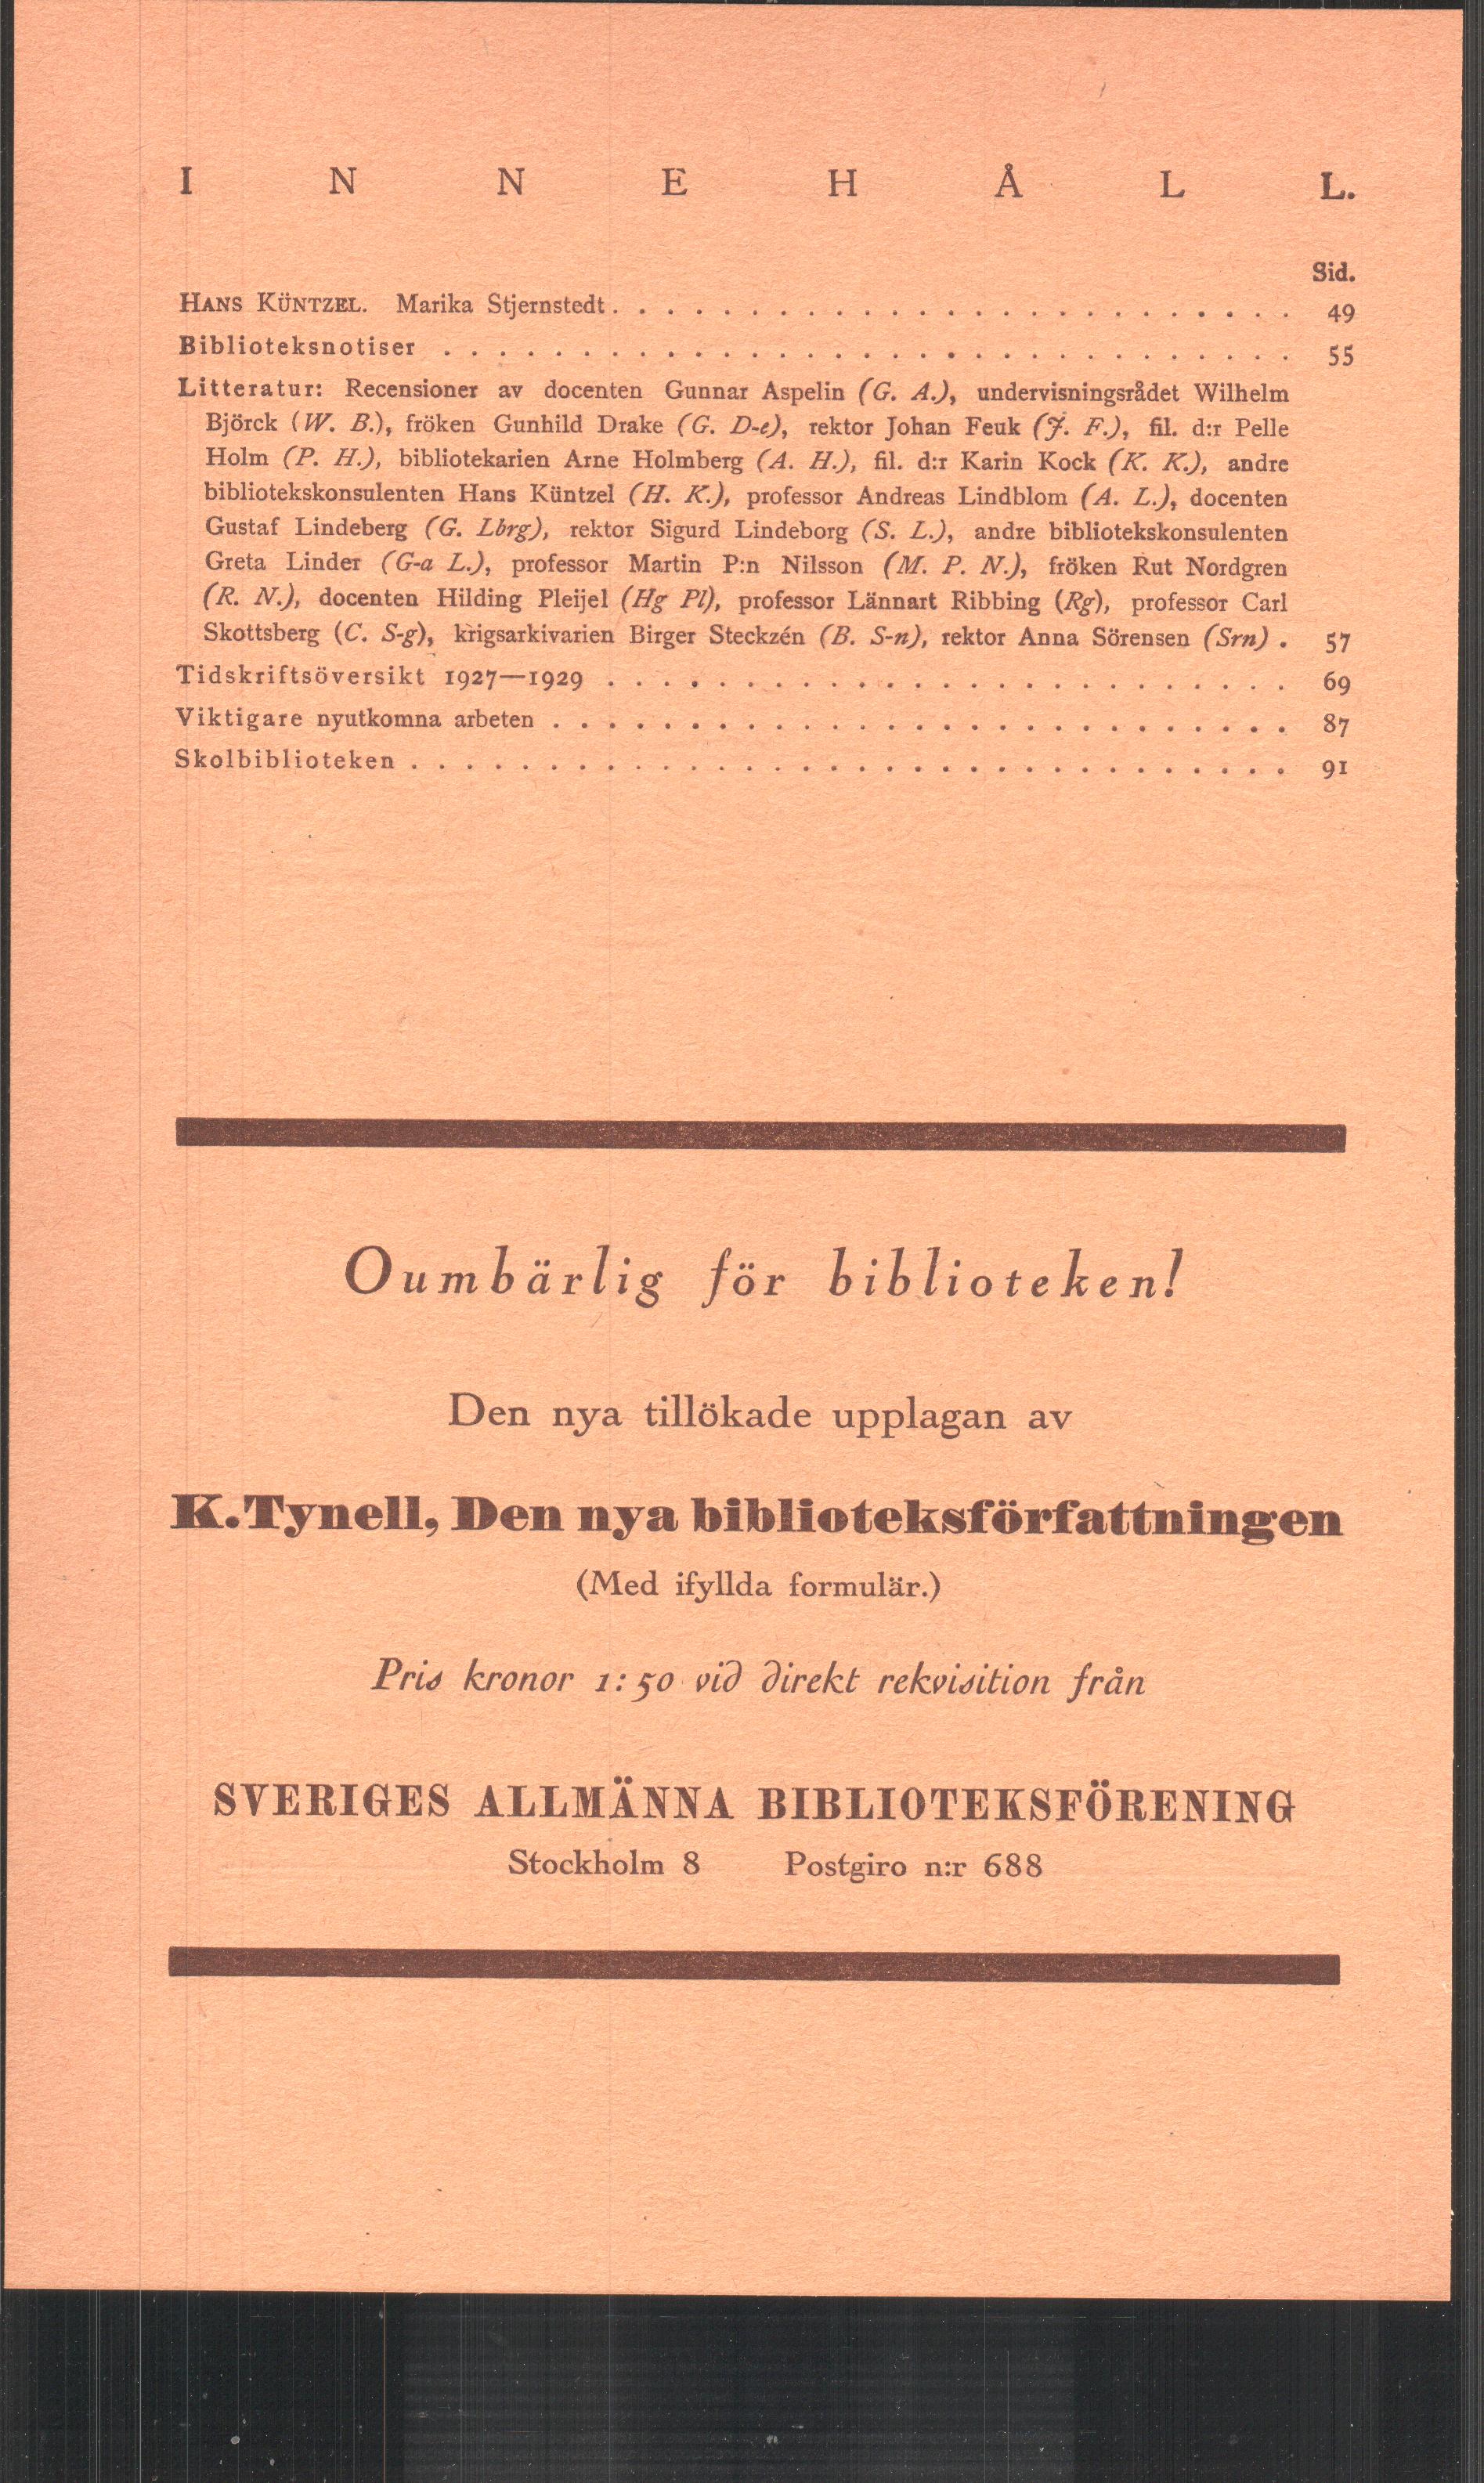 INNEHÅLL.
Sid.
HANS KÜNTZEL. Marika Stjernstedt . . . . . . . . . . . . . . . . . . . . . . . . 49
Biblioteksnotiser . . . . . . . . . . . . . . . . . . . . . . . . . . . . . . 55
Litteratur: Recensioner av docenten Gunnar Aspelin (G. A.), undervisningsrådet Wilhelm
Björck (W. B.), fröken Gunhild Drake (G. D-e), rektor Johan Feuk (J. F.), fil. d:r Pelle
Holm (P. H.), bibliotekarien Arne Holmberg (A. H.), fil. d:r Karin Kock (K. K.), andre
bibliotekskonsulenten Hans Küntzel (H. K.), professor Andreas Lindblom (A. L.), docenten
Gustaf Lindeberg (G. Lbrg), rektor Sigurd Lindeborg (S. L.), andre bibliotekskonsulenten
Greta Linder (G-a L.), professor Martin P:n Nilsson (M. P. N.), fröken Rut Nordgren
(R. N.), docenten Hilding Pleijel (Hg Pl), professor Lännart Ribbing (Rg), professor Carl
Skottsberg (C. S-g), krigsarkivarien Birger Steckzén (B. S-n), rektor Anna Sörensen (Srn) . 57
Tidskriftsöversikt 1927—1929 . . . . . . . . . . . . . . . . . . . . . . . . 69
Viktigare nyutkomna arbeten . . . . . . . . . . . . . . . . . . . . . . . . . . 87
Skolbiblioteken . . . . . . . . . . . . . . . . . . . . . . . . . . . . . . . 91
Oumbärlig för biblioteken!
Den nya tillökade upplagan av
K. Tynell, Den nya biblioteksförfattningen
(Med ifyllda formulär.)
Pris kronor 1: 50 vid direkt rekvisition från
SVERIGES ALLMÄNNA BIBLIOTEKSFÖRENING
Stockholm 8 Postgiro n:r 688